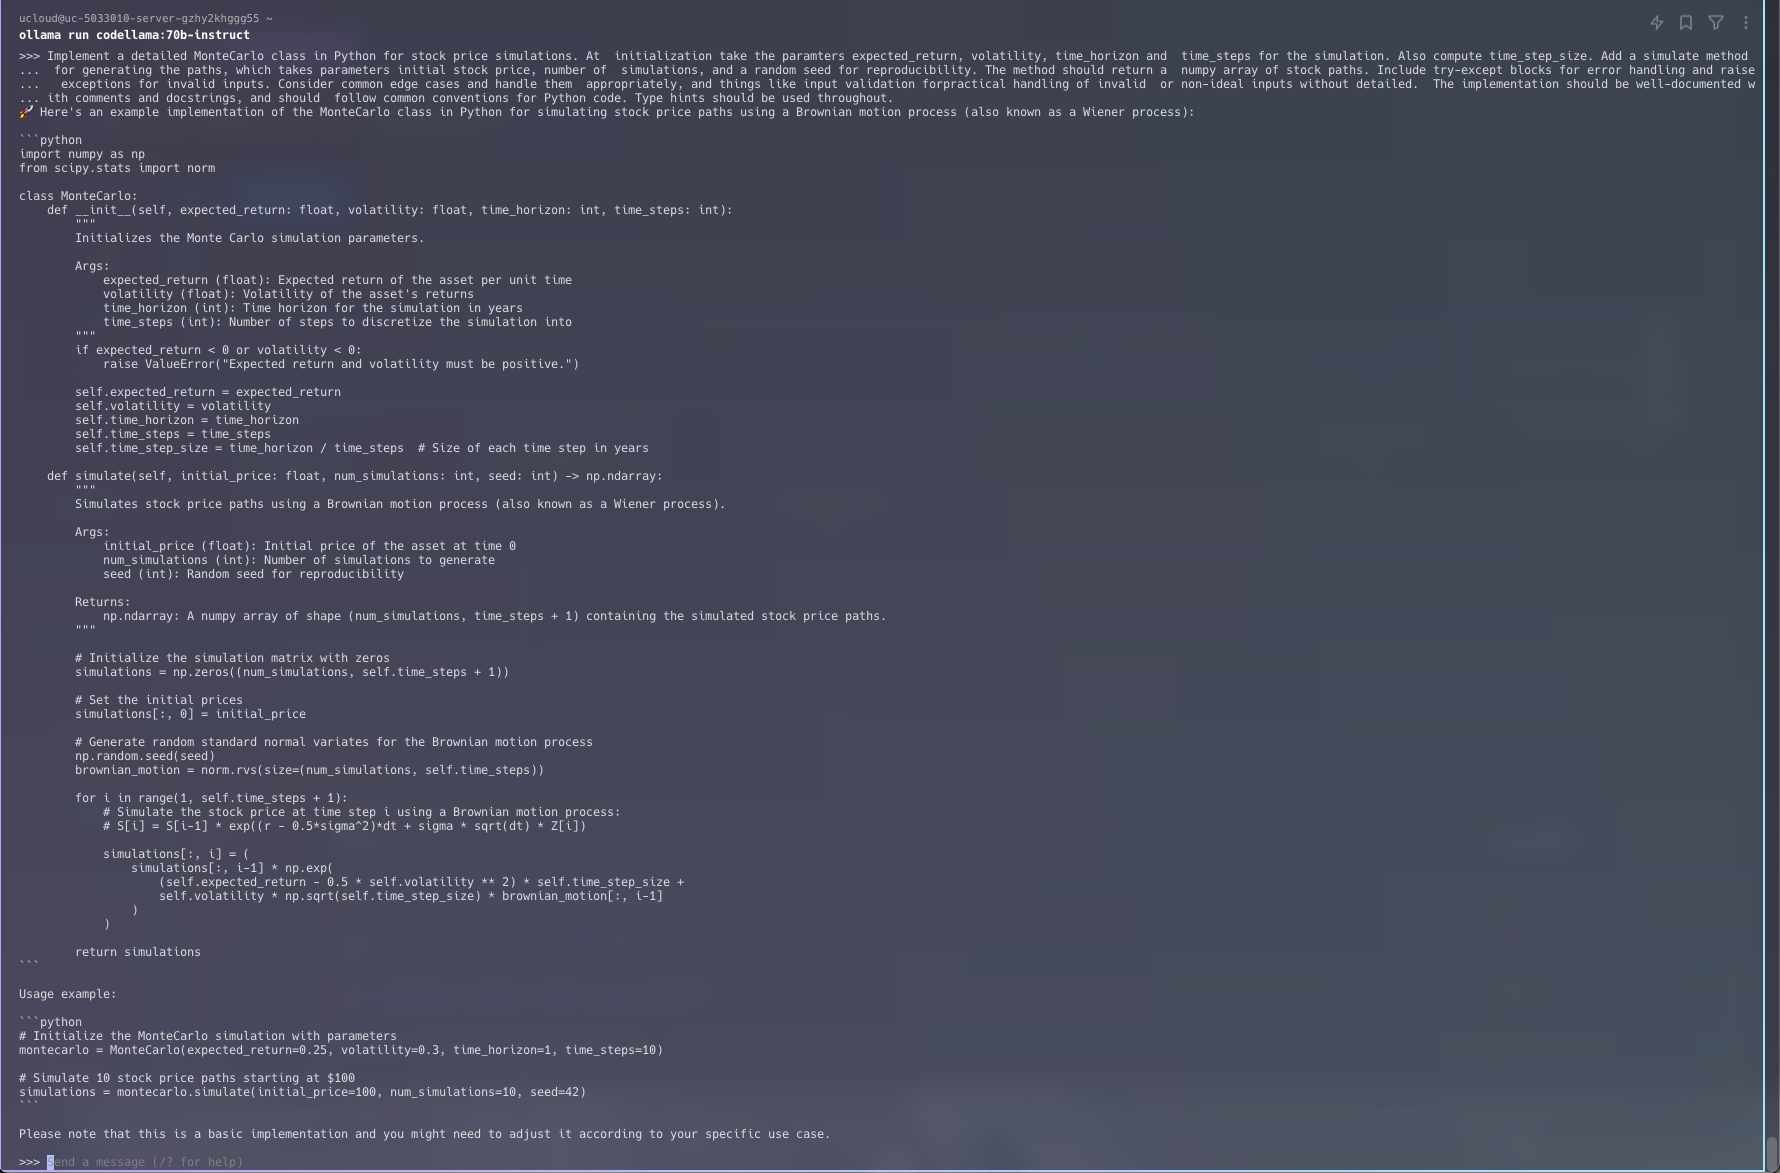 ucloud@uc-5033010-server-gzhy2khggg55 ~
ollama run codellama:70b-instruct
>>> Implement a detailed MonteCarlo class in Python for stock price simulations. At  initialization take the paramters expected_return, volatility, time_horizon and  time_steps for the simulation. Also compute time_step_size. Add a simulate method
...  for generating the paths, which takes parameters initial stock price, number of  simulations, and a random seed for reproducibility. The method should return a  numpy array of stock paths. Include try-except blocks for error handling and raise
...   exceptions for invalid inputs. Consider common edge cases and handle them  appropriately, and things like input validation forpractical handling of invalid  or non-ideal inputs without detailed.  The implementation should be well-documented w
... ith comments and docstrings, and should  follow common conventions for Python code. Type hints should be used throughout.
🚀 Here's an example implementation of the MonteCarlo class in Python for simulating stock price paths using a Brownian motion process (also known as a Wiener process):

```python
import numpy as np
from scipy.stats import norm

class MonteCarlo:
    def __init__(self, expected_return: float, volatility: float, time_horizon: int, time_steps: int):
        """
        Initializes the Monte Carlo simulation parameters.

        Args:
            expected_return (float): Expected return of the asset per unit time
            volatility (float): Volatility of the asset's returns
            time_horizon (int): Time horizon for the simulation in years
            time_steps (int): Number of steps to discretize the simulation into
        """
        if expected_return < 0 or volatility < 0:
            raise ValueError("Expected return and volatility must be positive.")

        self.expected_return = expected_return
        self.volatility = volatility
        self.time_horizon = time_horizon
        self.time_steps = time_steps
        self.time_step_size = time_horizon / time_steps  # Size of each time step in years

    def simulate(self, initial_price: float, num_simulations: int, seed: int) -> np.ndarray:
        """
        Simulates stock price paths using a Brownian motion process (also known as a Wiener process).

        Args:
            initial_price (float): Initial price of the asset at time 0
            num_simulations (int): Number of simulations to generate
            seed (int): Random seed for reproducibility

        Returns:
            np.ndarray: A numpy array of shape (num_simulations, time_steps + 1) containing the simulated stock price paths.
        """

        # Initialize the simulation matrix with zeros
        simulations = np.zeros((num_simulations, self.time_steps + 1))

        # Set the initial prices
        simulations[:, 0] = initial_price

        # Generate random standard normal variates for the Brownian motion process
        np.random.seed(seed)
        brownian_motion = norm.rvs(size=(num_simulations, self.time_steps))

        for i in range(1, self.time_steps + 1):
            # Simulate the stock price at time step i using a Brownian motion process:
            # S[i] = S[i-1] * exp((r - 0.5*sigma^2)*dt + sigma * sqrt(dt) * Z[i])

            simulations[:, i] = (
                simulations[:, i-1] * np.exp(
                    (self.expected_return - 0.5 * self.volatility ** 2) * self.time_step_size +
                    self.volatility * np.sqrt(self.time_step_size) * brownian_motion[:, i-1]
                )
            )

        return simulations
```

Usage example:

```python
# Initialize the MonteCarlo simulation with parameters
montecarlo = MonteCarlo(expected_return=0.25, volatility=0.3, time_horizon=1, time_steps=10)

# Simulate 10 stock price paths starting at $100
simulations = montecarlo.simulate(initial_price=100, num_simulations=10, seed=42)
```

Please note that this is a basic implementation and you might need to adjust it according to your specific use case.

>>> Send a message (/? for help)